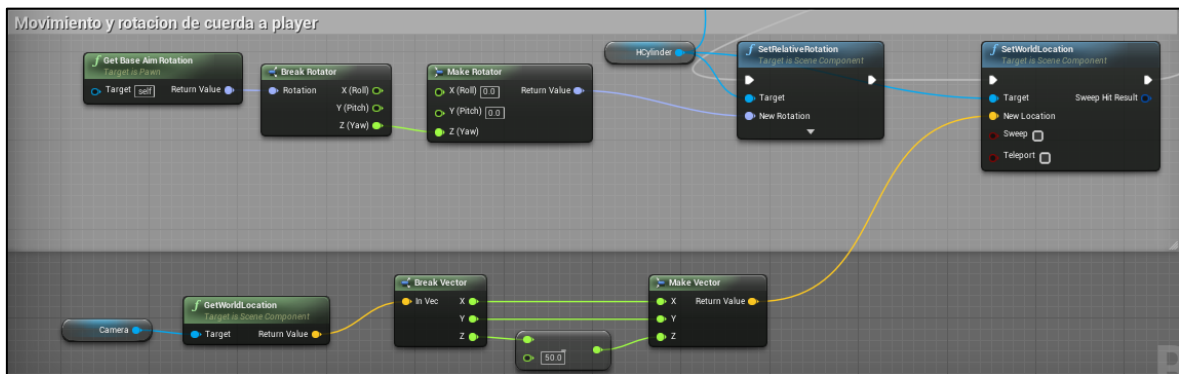 Movimiento y rotacion de cuerda a player
Get Base Aim Rotation
Target is Pawn
Target self Return Value
Break Rotator
Rotation X (Roll)
Y (Pitch)
Z (Yaw)
Make Rotator
X (Roll) 0.0 Return Value
Y (Pitch) 0.0
Z (Yaw)
HCylinder
SetRelativeRotation
Target is Scene Component
Target
New Rotation
SetWorldLocation
Target is Scene Component
Target Sweep Hit Result
New Location
Sweep
Teleport
Camera
GetWorldLocation
Target is Scene Component
Target Return Value
Break Vector
In Vec X
Y
Z
50.0
Make Vector
X Return Value
Y
Z